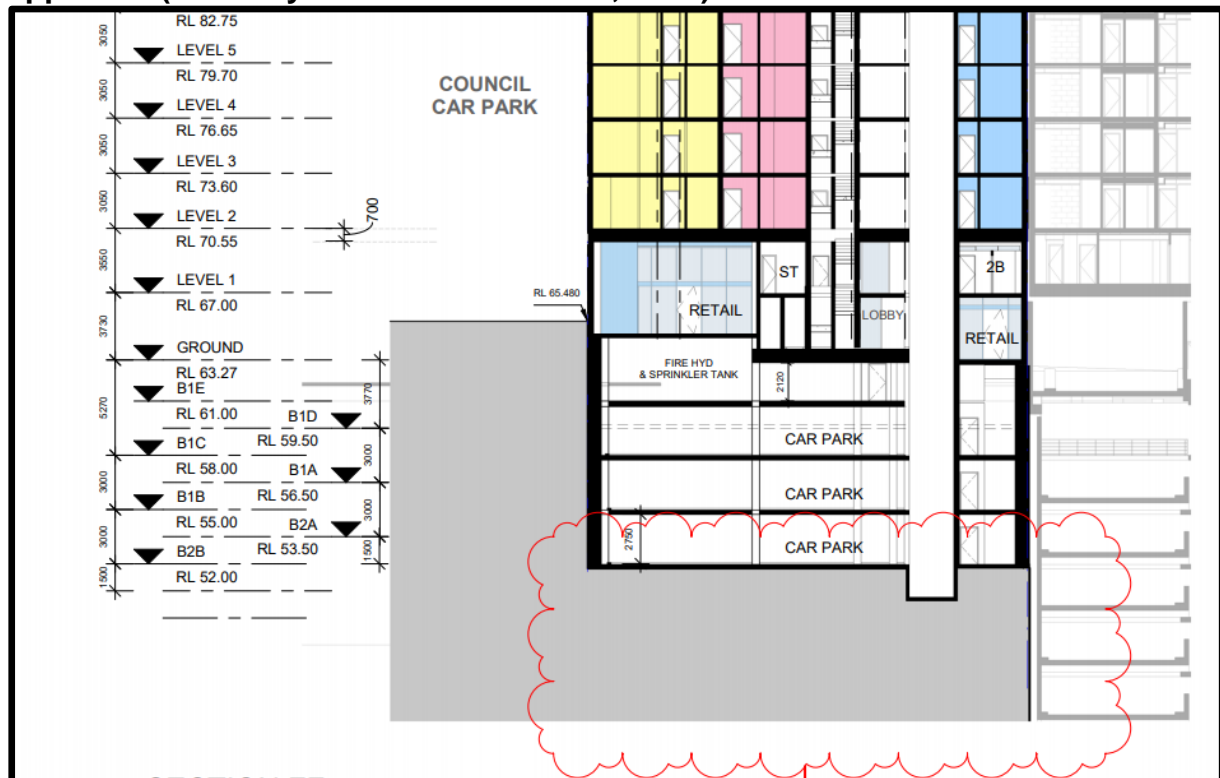 RL 82.75
3050
LEVEL 5
RL 79.70
3050
LEVEL 4
RL 76.65
3050
LEVEL 3
RL 73.60
3050
LEVEL 2
RL 70.55
700
3550
LEVEL 1
RL 67.00
3730
GROUND
RL 63.27
B1E
RL 61.00
5270
B1C
RL 58.00
3000
B1B
RL 55.00
3000
B2B
RL 52.00
1500
3770
B1D
RL 59.50
3000
B1A
RL 56.50
3000
B2A
RL 53.50
1500
COUNCIL
CAR PARK
RL 65.480
RETAIL
ST
LOBBY
2B
RETAIL
FIRE HYD
& SPRINKLER TANK
2120
CAR PARK
CAR PARK
2750
CAR PARK